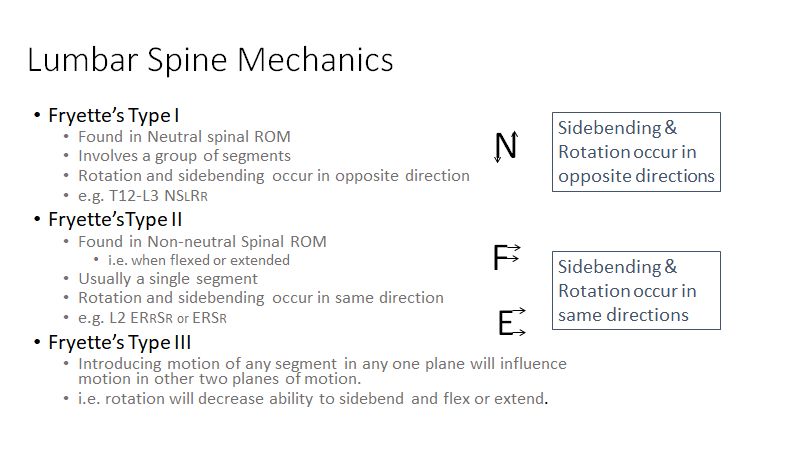 Lumbar Spine Mechanics
• Fryette's Type I
• Found in Neutral spinal ROM
• Involves a group of segments
• Rotation and sidebending occur in opposite direction
• e.g. T12-L3 NSLRR
• Fryette'sType II
• Found in Non-neutral Spinal ROM
• i.e. when flexed or extended
• Usually a single segment
• Rotation and sidebending occur in same direction
• e.g. L2 ERRSR or ERSR
• Fryette's Type III
• Introducing motion of any segment in any one plane will influence
motion in other two planes of motion.
• i.e. rotation will decrease ability to sidebend and flex or extend.
N
Sidebending &
Rotation occur in
opposite directions
F
E
Sidebending &
Rotation occur in
same directions